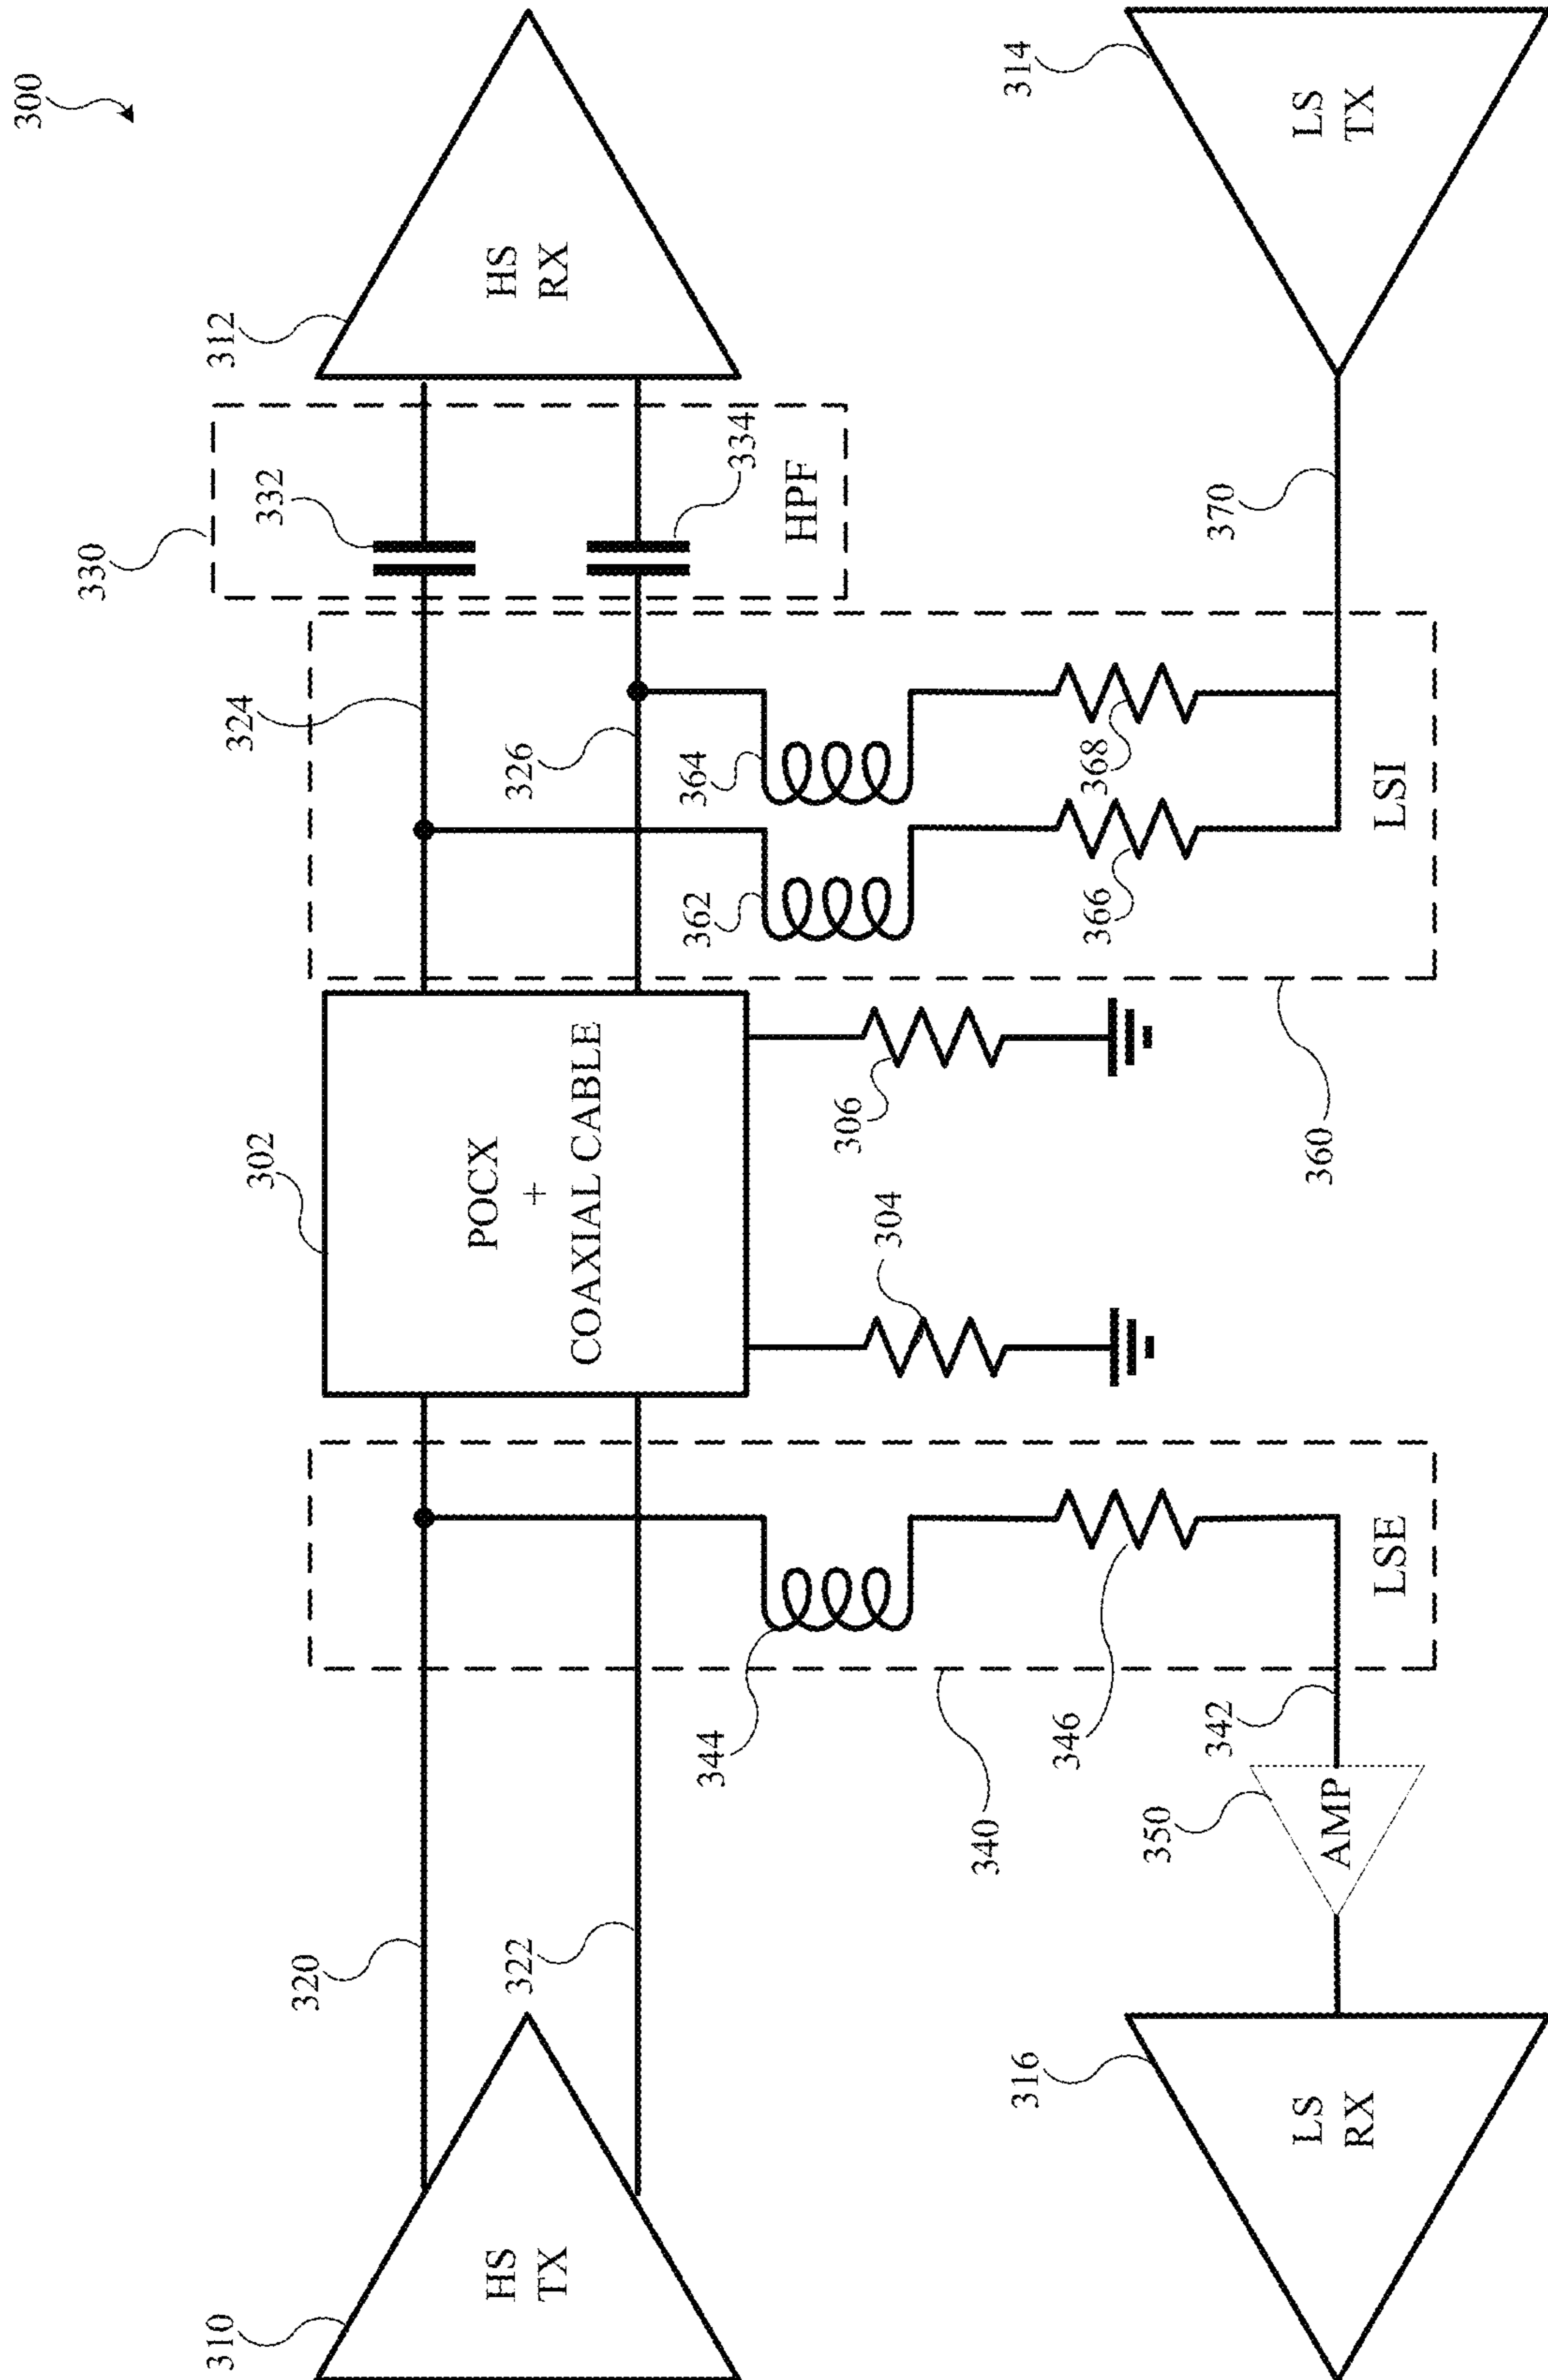 300
310
HS
TX
320
322
302
POCX
+
COAXIAL CABLE
324
326
330
332
334
HPF
312
HS
RX
344
346
340
LSE
342
350
AMP
316
LS
RX
304
306
362
364
366
368
360
LSI
370
314
LS
TX